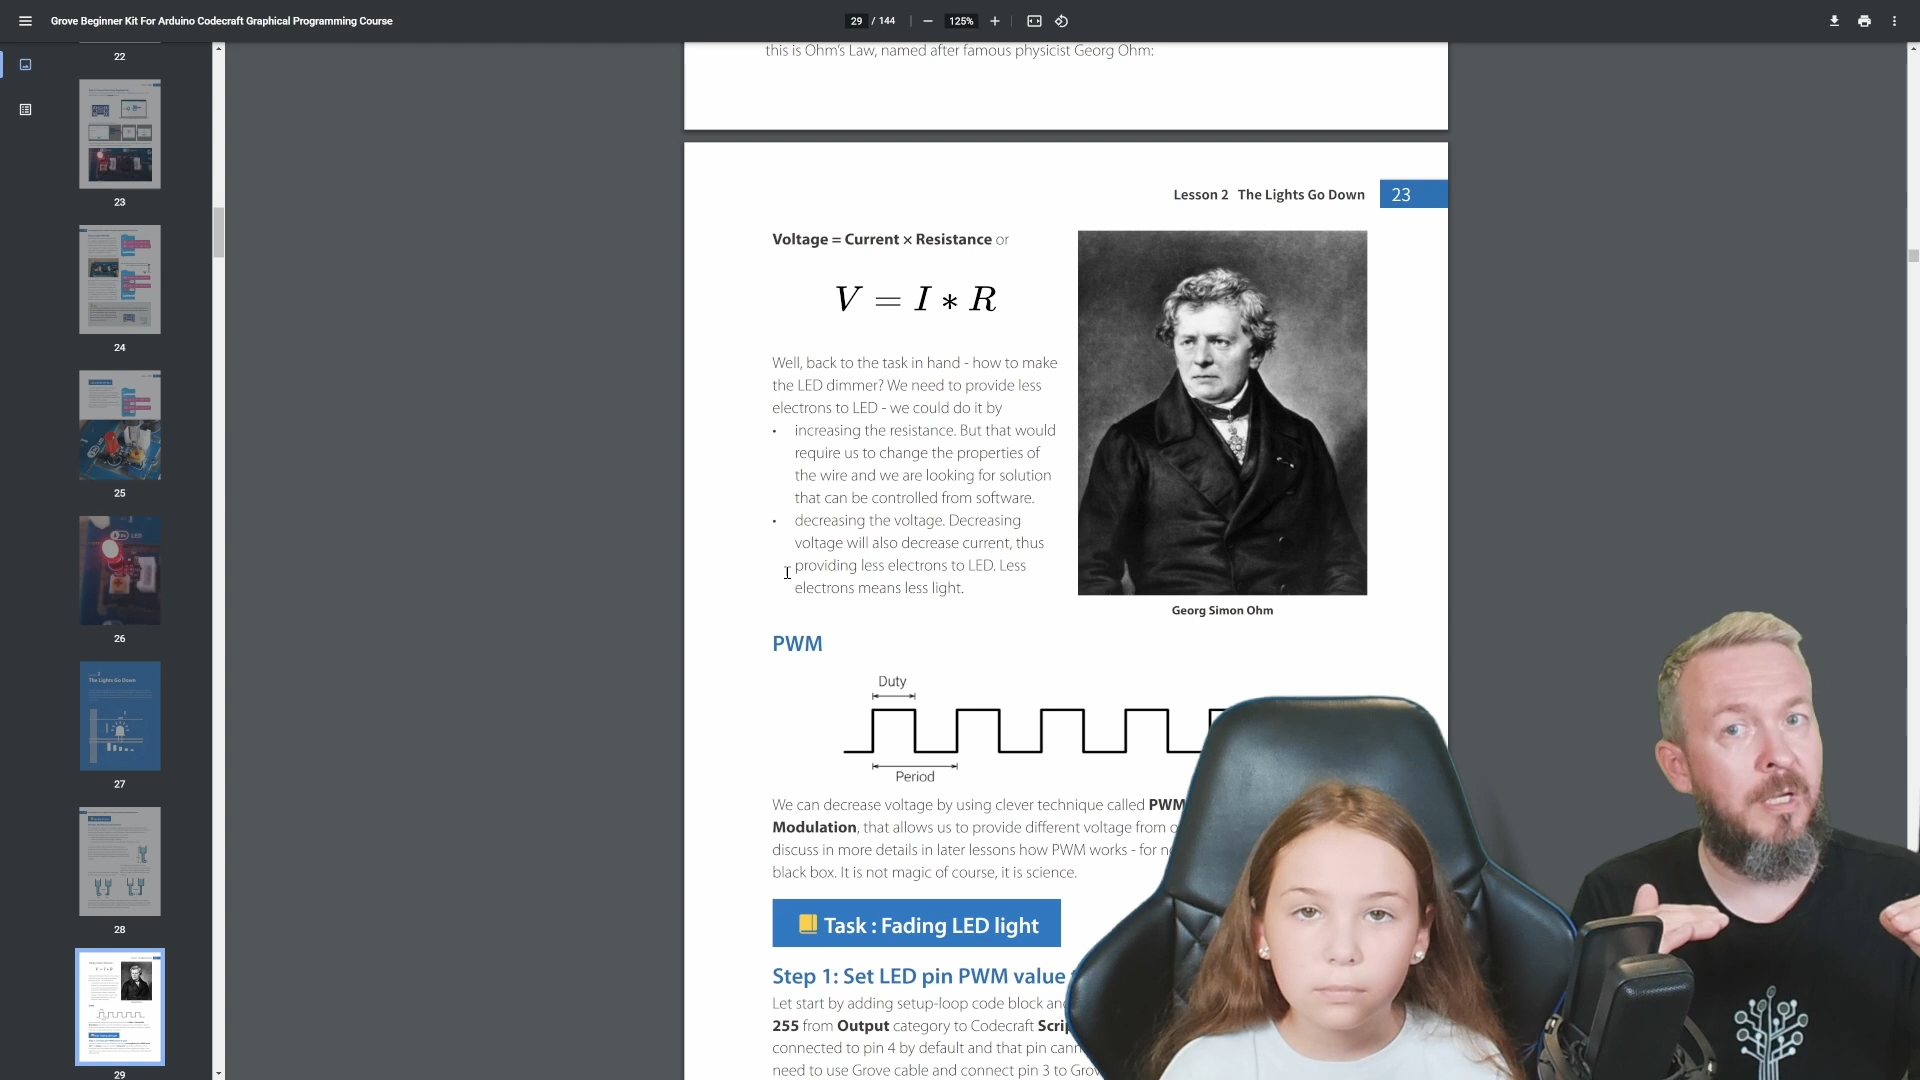 Grove Beginner Kit For Arduino Codecraft Graphical Programming Course
29 / 144
125%
22
23
24
25
26
The Lights Go Down
27
28
29
this is Ohm's Law, named after famous physicist Georg Ohm:
Lesson 2 The Lights Go Down 23
Voltage = Current × Resistance or
V = I * R
Well, back to the task in hand - how to make
the LED dimmer? We need to provide less
electrons to LED - we could do it by
• increasing the resistance. But that would
require us to change the properties of
the wire and we are looking for solution
that can be controlled from software.
• decreasing the voltage. Decreasing
voltage will also decrease current, thus
providing less electrons to LED. Less
electrons means less light.
Georg Simon Ohm
PWM
Duty
Period
We can decrease voltage by using clever technique called PWM
Modulation, that allows us to provide different voltage from
discuss in more details in later lessons how PWM works - for
black box. It is not magic of course, it is science.
Task : Fading LED light
Step 1: Set LED pin PWM value
Let start by adding setup-loop code block
255 from Output category to Codecraft
connected to pin 4 by default and that pin
need to use Grove cable and connect pin 3 to